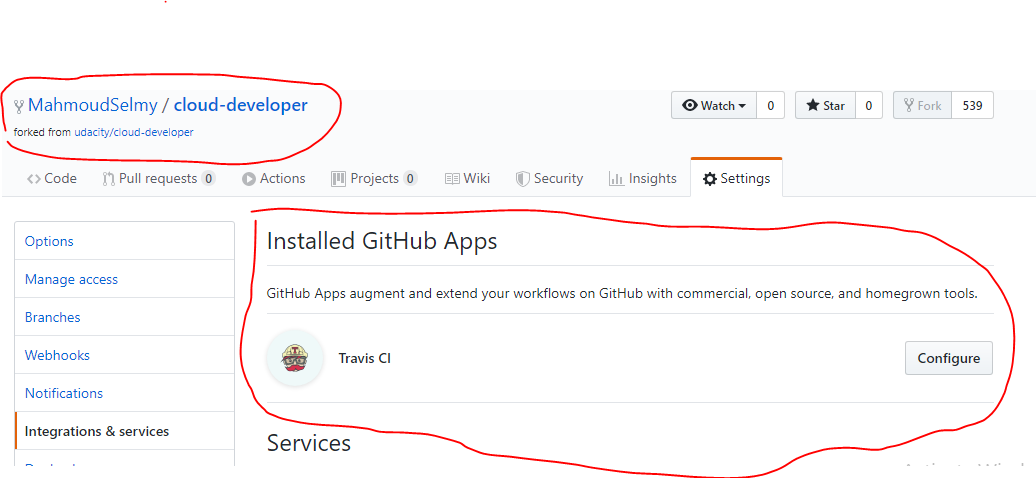 MahmoudSelmy / cloud-developer
Watch 0 Star 0 Fork 539
forked from udacity/cloud-developer
Code Pull requests 0 Actions Projects 0 Wiki Security Insights Settings
Options
Manage access
Branches
Webhooks
Notifications
Integrations & services
Installed GitHub Apps
GitHub Apps augment and extend your workflows on GitHub with commercial, open source, and homegrown tools.
Travis CI Configure
Services